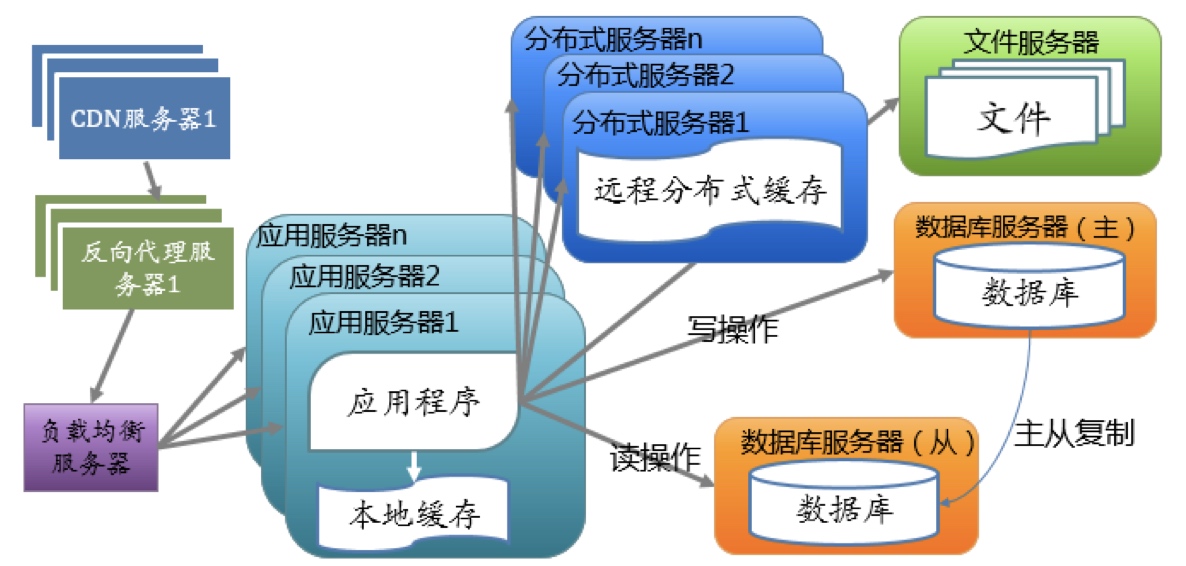 CDN服务器1
反向代理服
务器1
负载均衡
服务器
应用服务器n
应用服务器2
应用服务器1
应用程序
本地缓存
分布式服务器n
分布式服务器2
分布式服务器1
远程分布式缓存
文件服务器
文件
数据库服务器（主）
数据库
写操作
读操作
主从复制
数据库服务器（从）
数据库